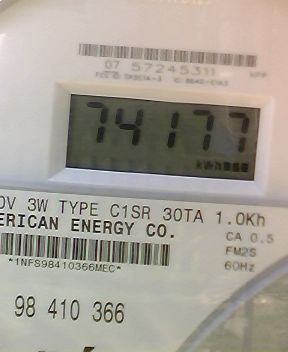 07 57245311
74177
kWh
0V 3W TYPE C1SR 30TA 1.0Kh
ERICAN ENERGY CO.
CA 0.5
FM2S
60Hz
*1NFS98410366MEC*
98 410 366